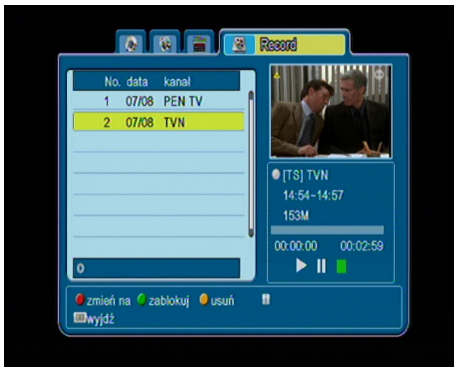 Record
No. data kanał
1 07/08 PEN TV
2 07/08 TVN
0
[TS] TVN
14:54~14:57
153M
00:00:00 00:02:59
zmień na zablokuj usuń
wyjdź